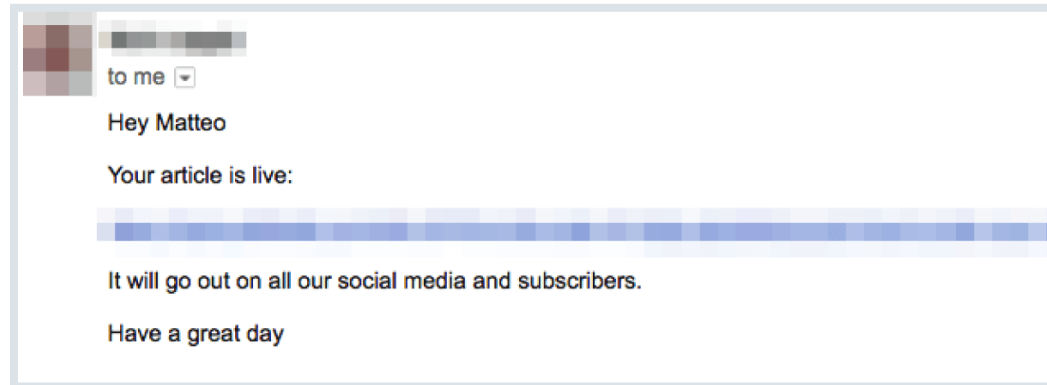 to me
Hey Matteo
Your article is live:
It will go out on all our social media and subscribers.
Have a great day